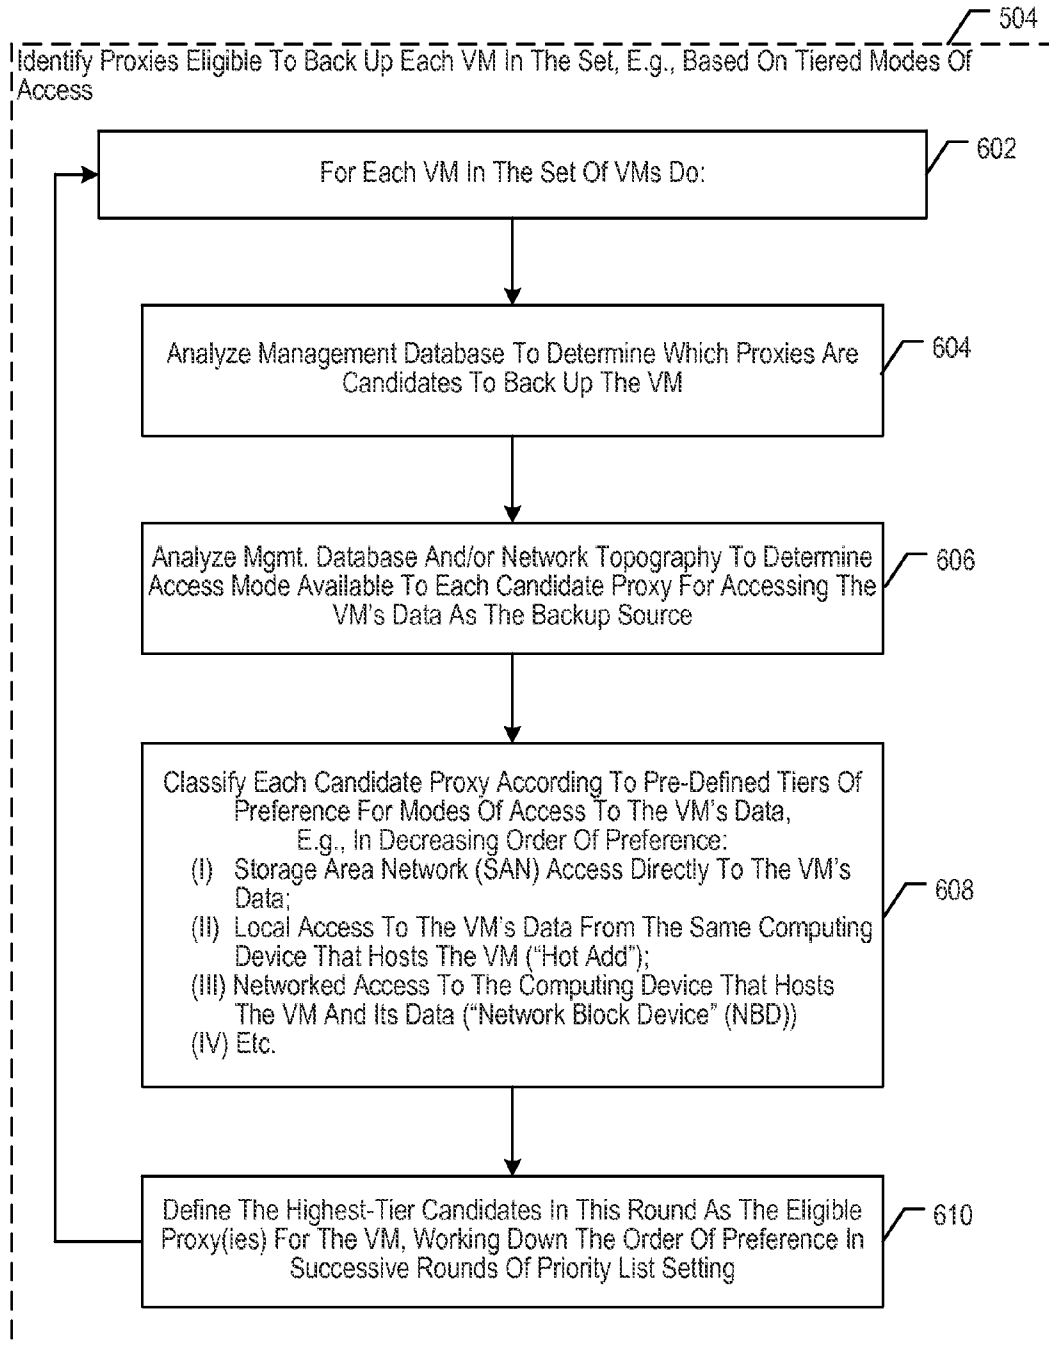 504
Identify Proxies Eligible To Back Up Each VM In The Set, E.g., Based On Tiered Modes Of
Access
602
For Each VM In The Set Of VMs Do:
604
Analyze Management Database To Determine Which Proxies Are
Candidates To Back Up The VM
606
Analyze Mgmt. Database And/or Network Topography To Determine
Access Mode Available To Each Candidate Proxy For Accessing The
VM's Data As The Backup Source
Classify Each Candidate Proxy According To Pre-Defined Tiers Of
Preference For Modes Of Access To The VM's Data,
E.g., In Decreasing Order Of Preference:
(I) Storage Area Network (SAN) Access Directly To The VM's
Data;
608
(II) Local Access To The VM's Data From The Same Computing
Device That Hosts The VM ("Hot Add");
(III) Networked Access To The Computing Device That Hosts
The VM And Its Data ("Network Block Device" (NBD))
(IV) Etc.
610
Define The Highest-Tier Candidates In This Round As The Eligible
Proxy(ies) For The VM, Working Down The Order Of Preference In
Successive Rounds Of Priority List Setting